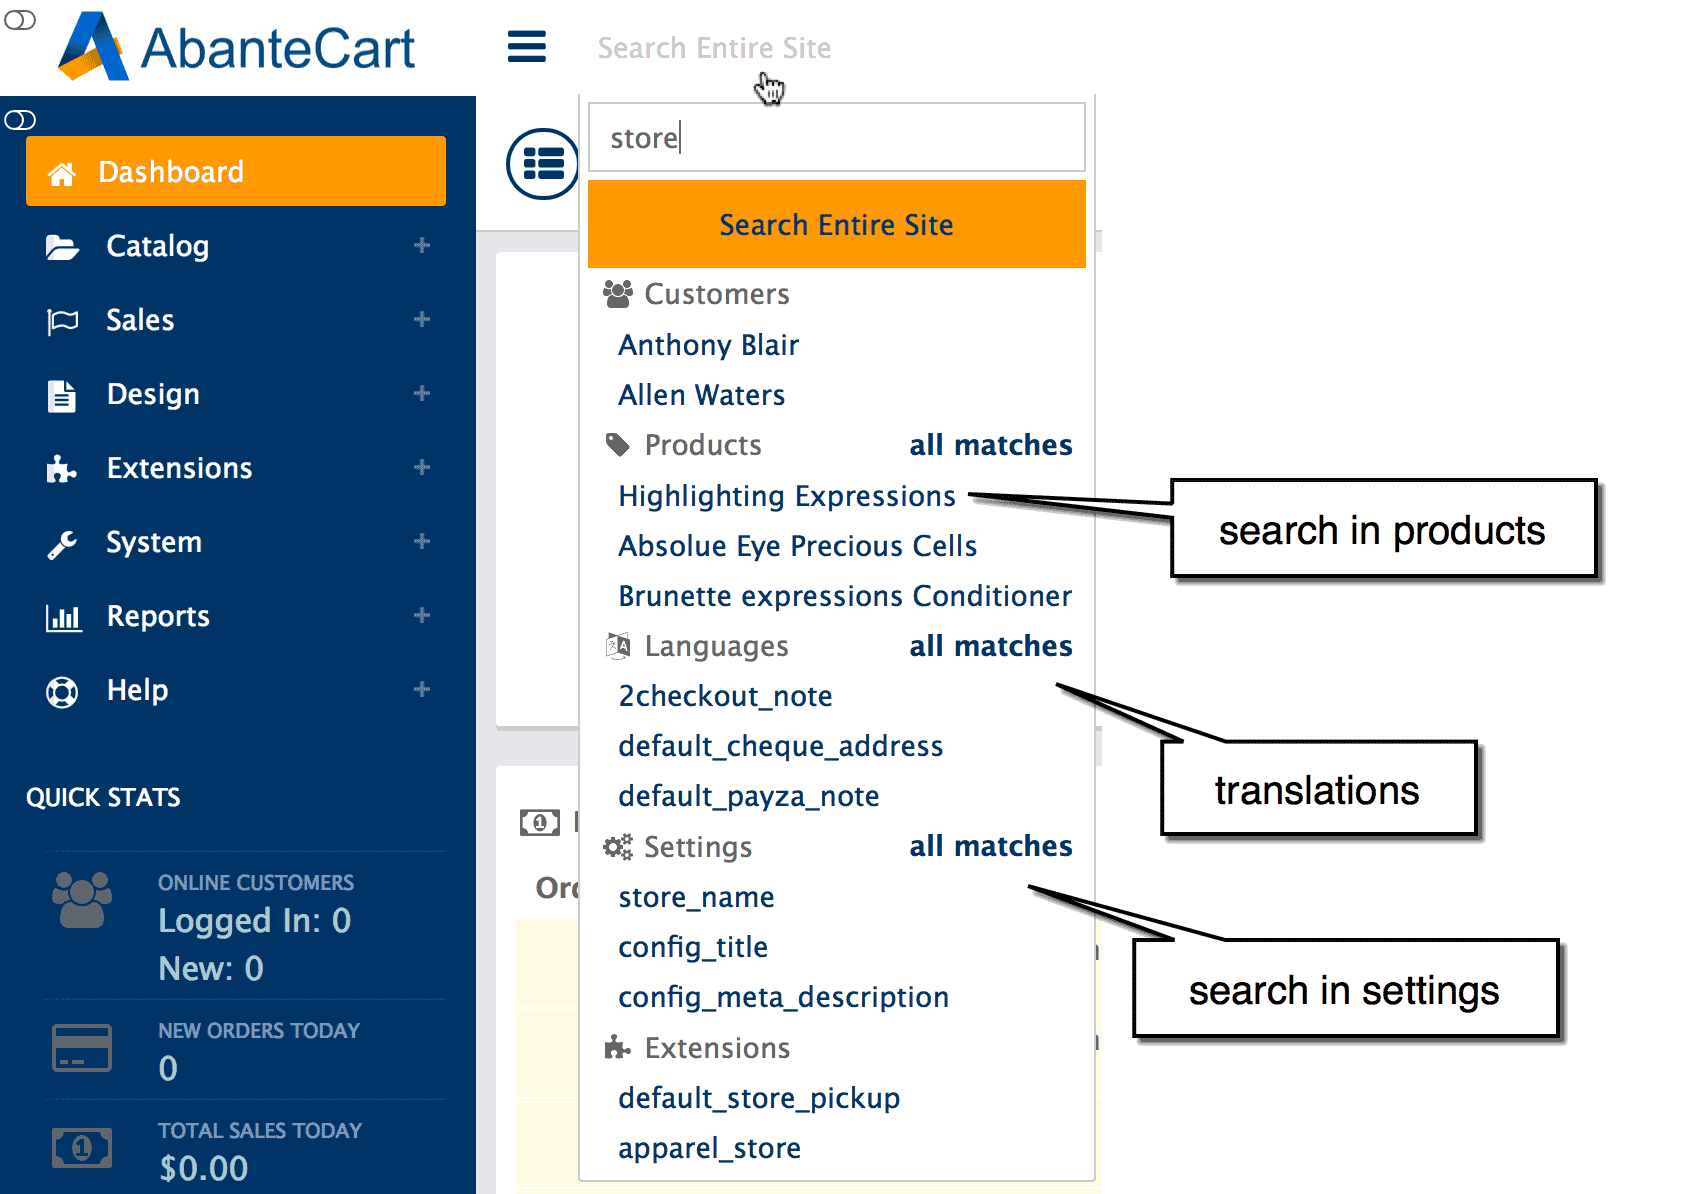 AbanteCart
Search Entire Site
store
Search Entire Site
Dashboard
Catalog
Sales
Design
Extensions
System
Reports
Help
QUICK STATS
ONLINE CUSTOMERS
Logged In: 0
New: 0
NEW ORDERS TODAY
0
TOTAL SALES TODAY
$0.00
Customers
Anthony Blair
Allen Waters
Products all matches
Highlighting Expressions
Absolue Eye Precious Cells
Brunette expressions Conditioner
Languages all matches
2checkout_note
default_cheque_address
default_payza_note
Settings all matches
store_name
config_title
config_meta_description
Extensions
default_store_pickup
apparel_store
search in products
translations
search in settings